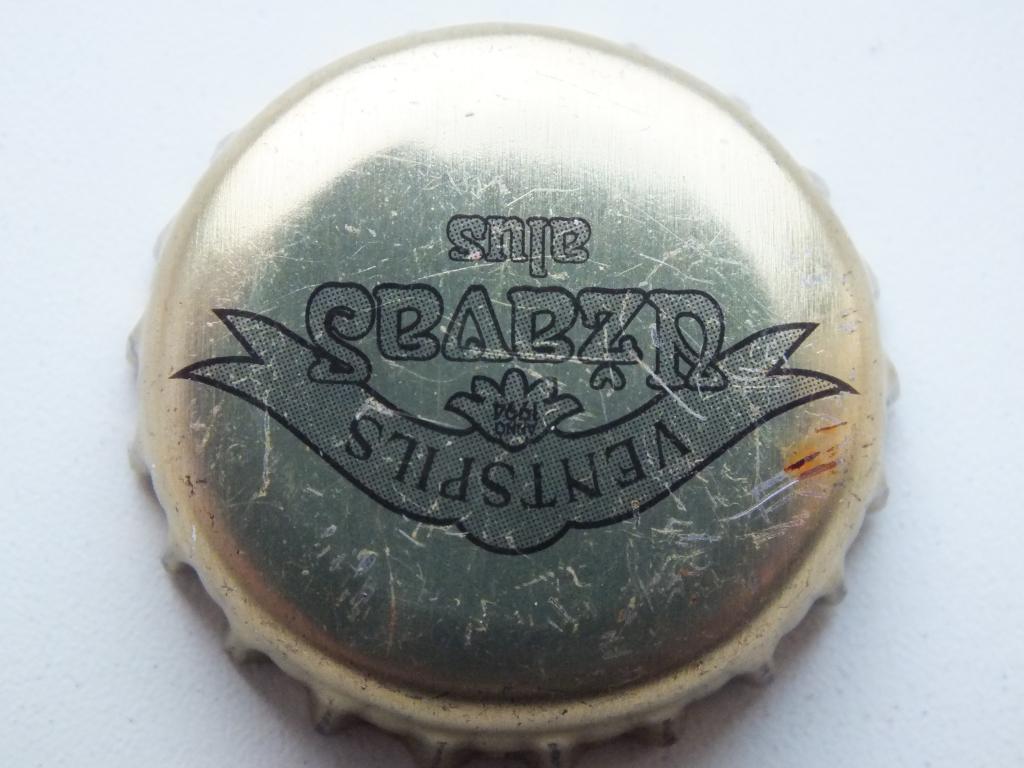 VENTSPILS
ANNO
1994
Užavas
alus